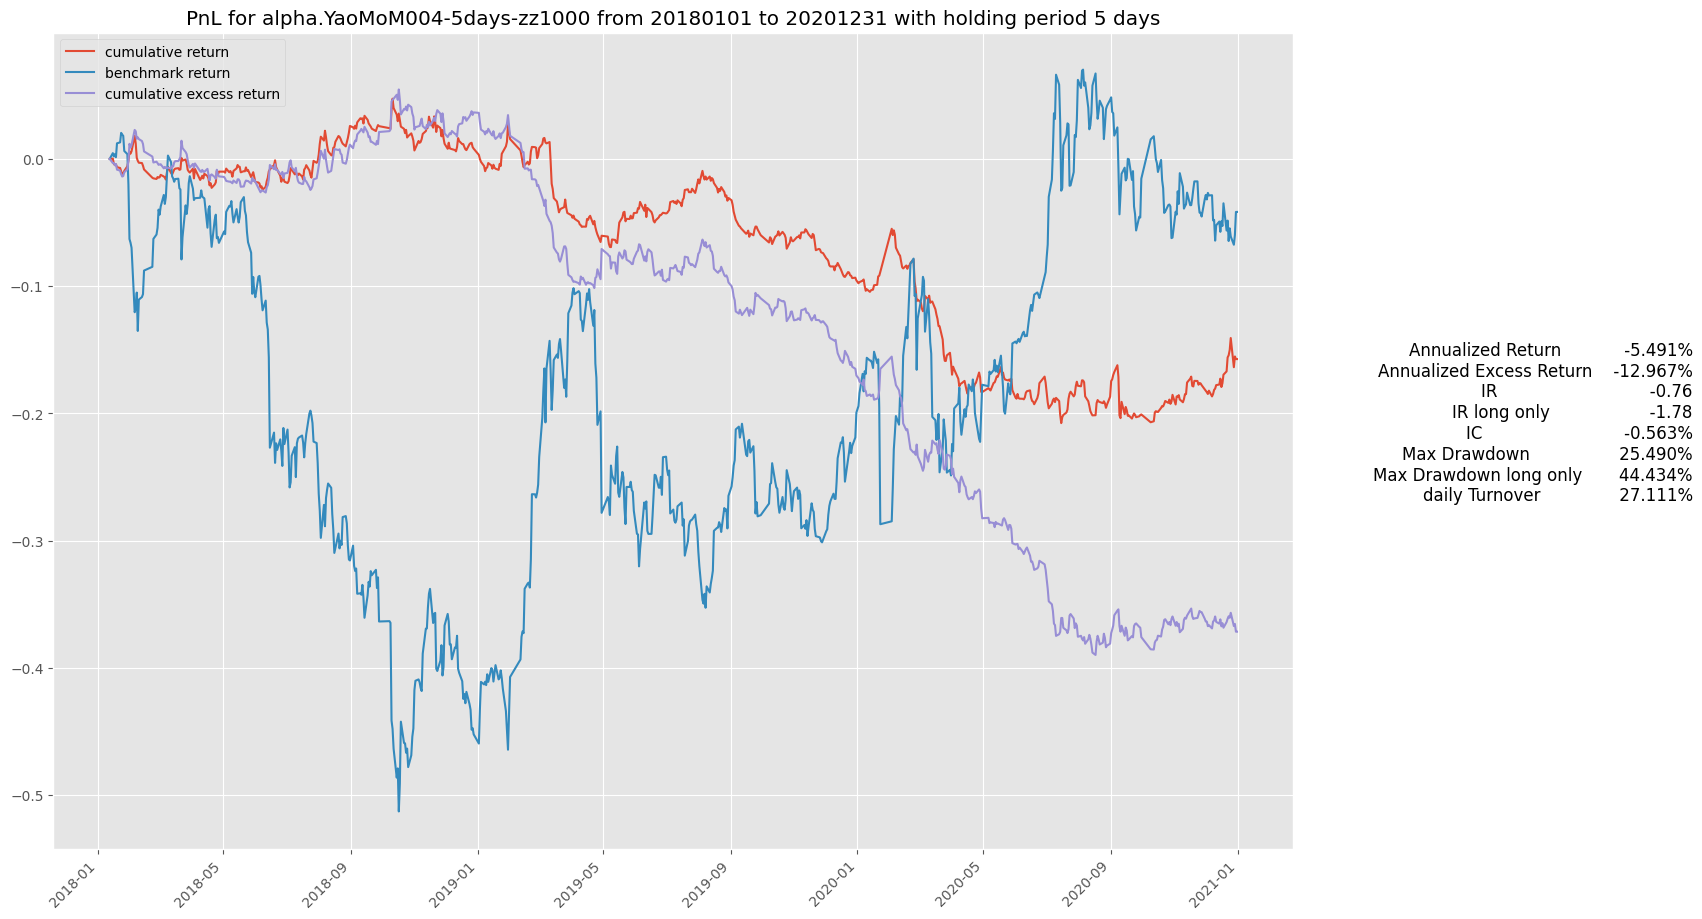 PnL for alpha.YaoMoM004-5days-zz1000 from 20180101 to 20201231 with holding period 5 days
cumulative return
benchmark return
cumulative excess return
0.0
−0.1
−0.2
−0.3
−0.4
−0.5
2018-01
2018-05
2018-09
2019-01
2019-05
2019-09
2020-01
2020-05
2020-09
2021-01
Annualized Return -5.491%
Annualized Excess Return -12.967%
IR -0.76
IR long only -1.78
IC -0.563%
Max Drawdown 25.490%
Max Drawdown long only 44.434%
daily Turnover 27.111%